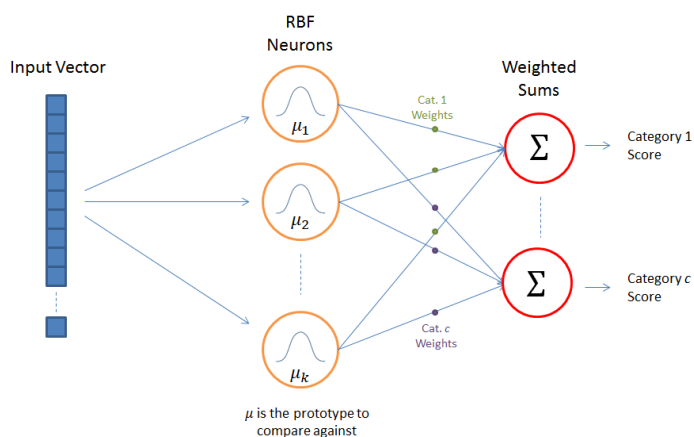 RBF
Neurons
Input Vector
Weighted
Sums
Cat. 1
Weights
μ₁
Σ
Category 1
Score
μ₂
Σ
Category c
Score
Cat. c
Weights
μₖ
μ is the prototype to
compare against